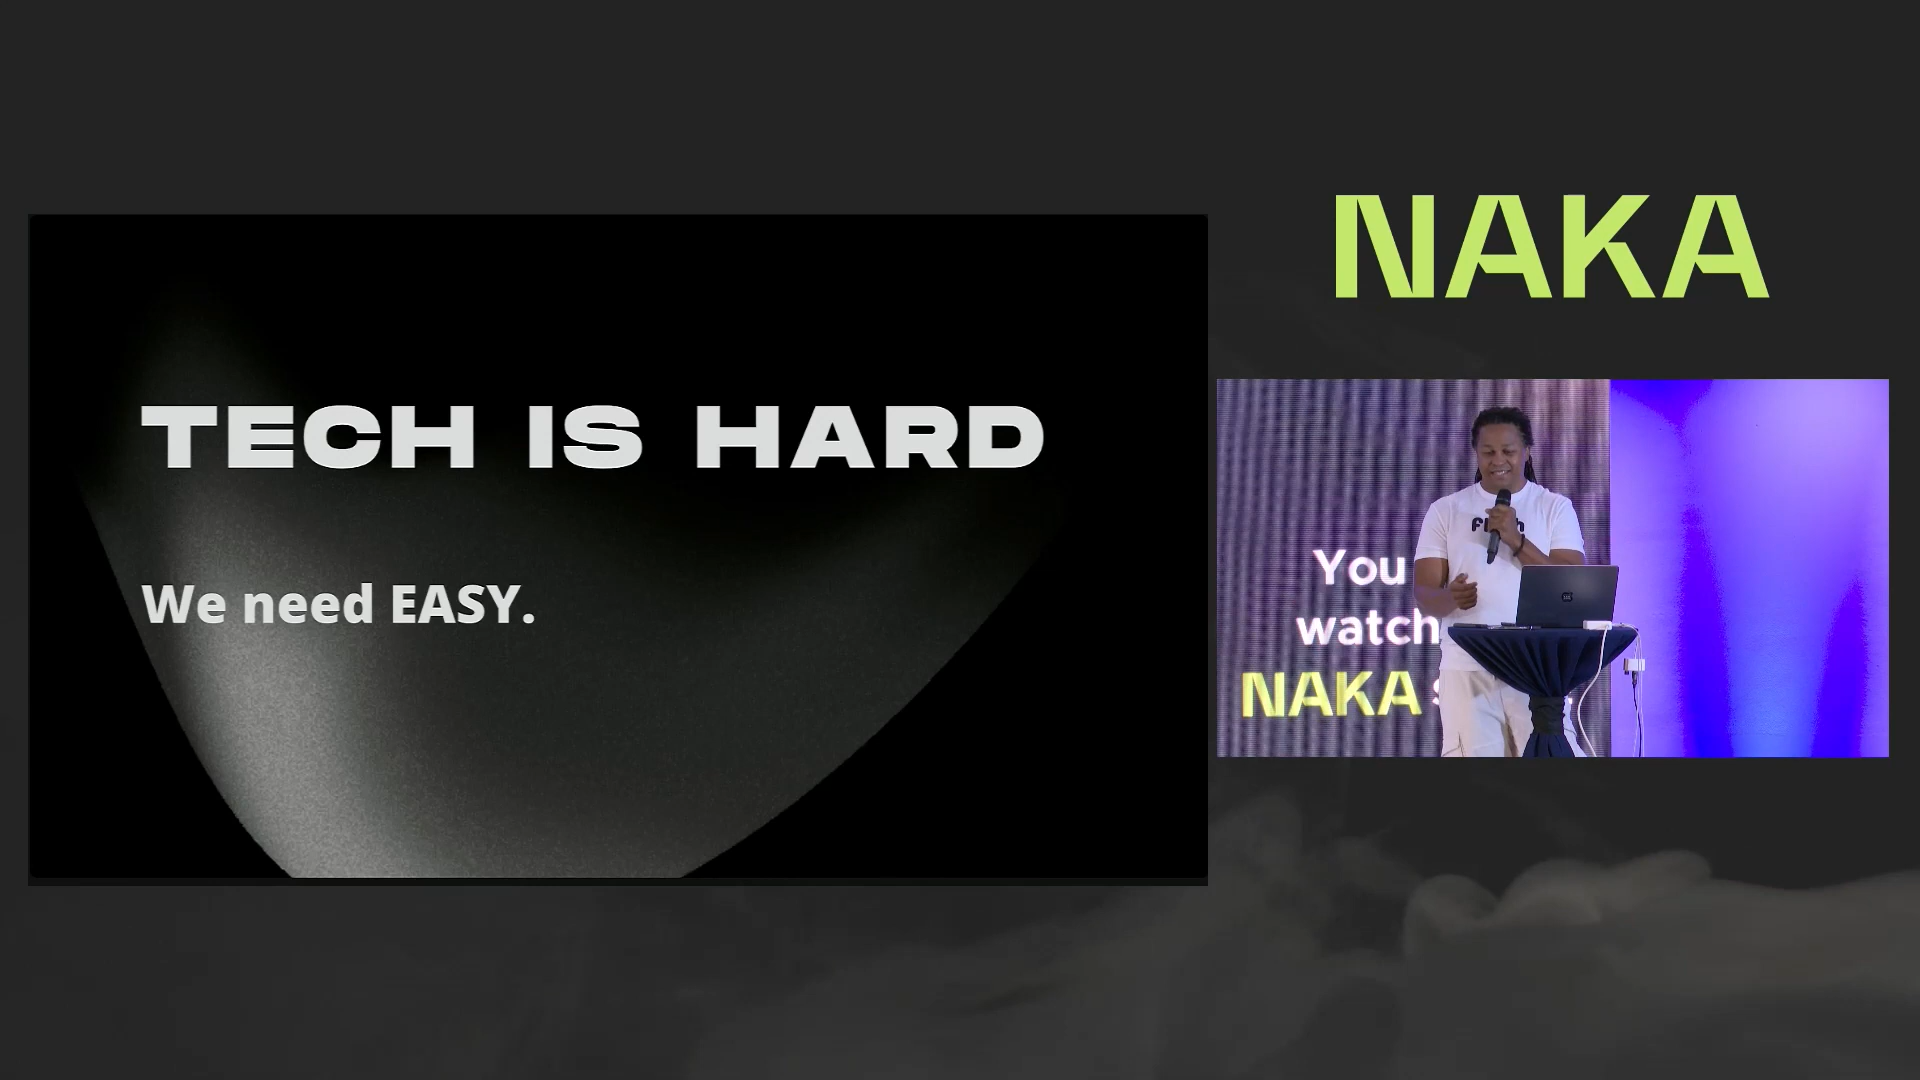 TECH IS HARD
We need EASY.
NAKA
You
watch
NAKA